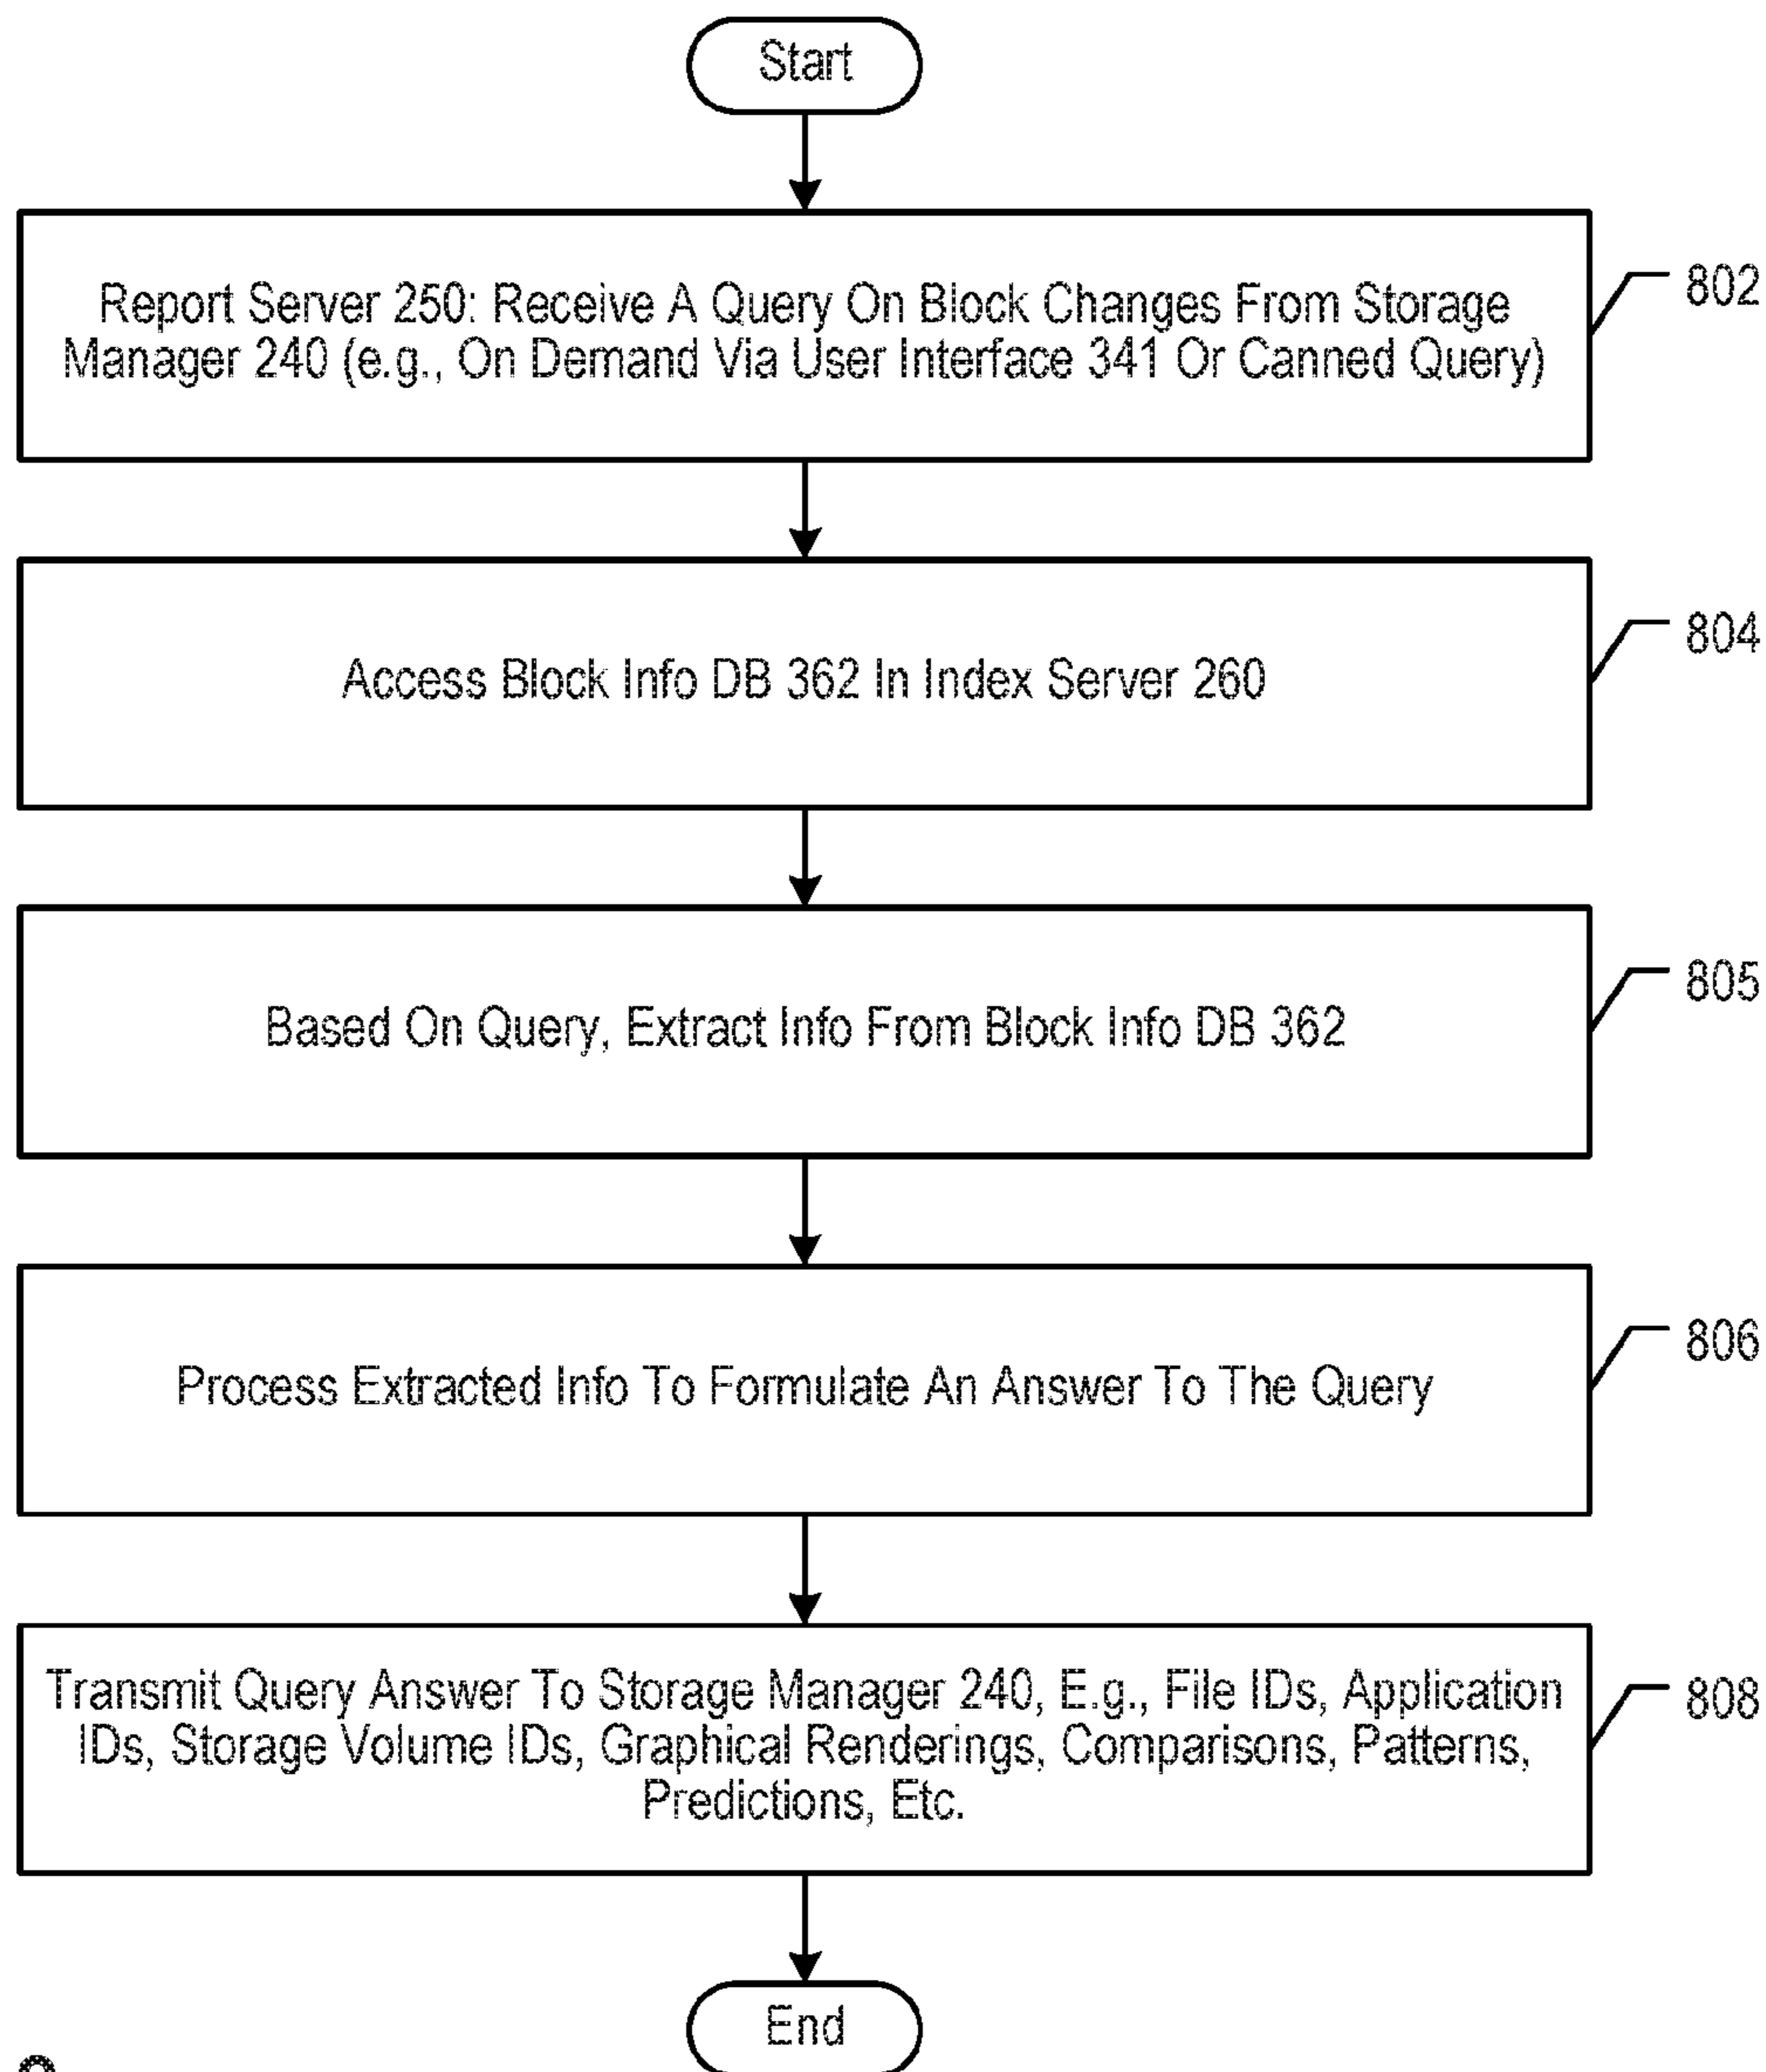 Start
Report Server 250: Receive A Query On Block Changes From Storage
Manager 240 (e.g., On Demand Via User Interface 341 Or Canned Query)
802
Access Block Info DB 362 In Index Server 260
804
Based On Query, Extract Info From Block Info DB 362
805
Process Extracted Info To Formulate An Answer To The Query
806
Transmit Query Answer To Storage Manager 240, E.g., File IDs, Application
IDs, Storage Volume IDs, Graphical Renderings, Comparisons, Patterns,
Predictions, Etc.
808
End